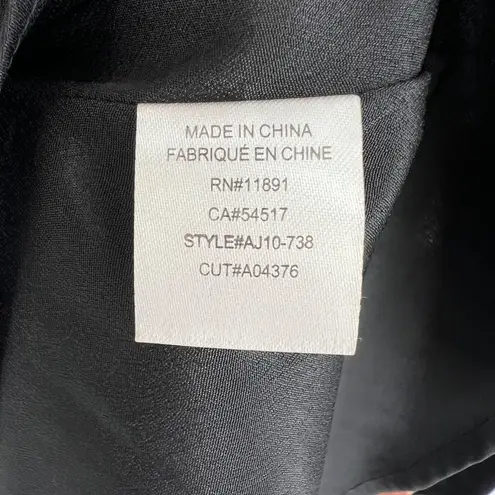 MADE IN CHINA
FABRIQUÉ EN CHINE
RN#11891
CA#54517
STYLE#AJ10-738
CUT#A04376